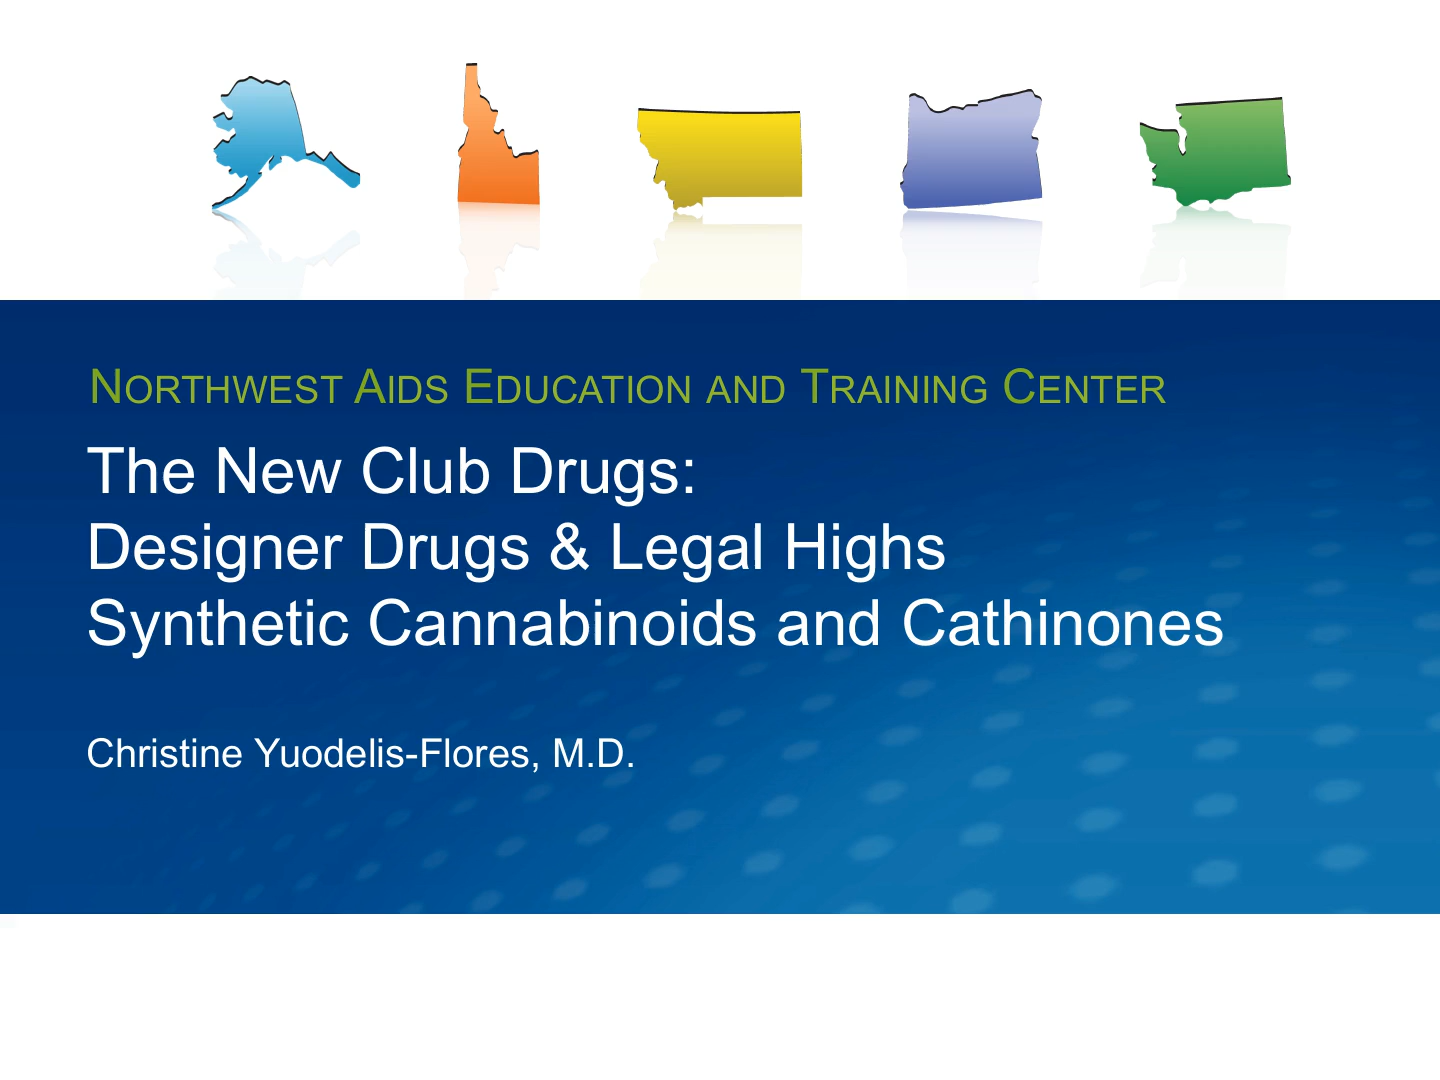 NORTHWEST AIDS EDUCATION AND TRAINING CENTER
The New Club Drugs:
Designer Drugs & Legal Highs
Synthetic Cannabinoids and Cathinones
Christine Yuodelis-Flores, M.D.